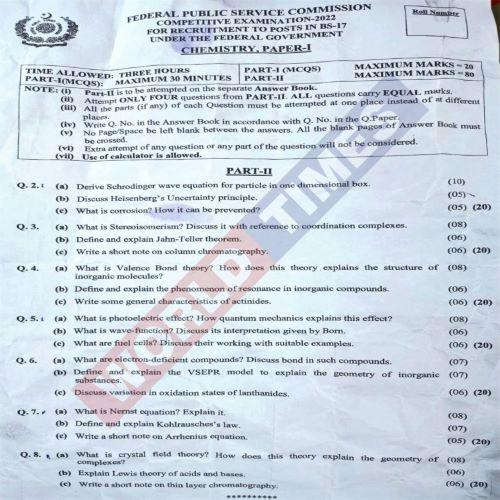 FEDERAL PUBLIC SERVICE COMMISSION
COMPETITIVE EXAMINATION-2022
FOR RECRUITMENT TO POSTS IN BS-17
UNDER THE FEDERAL GOVERNMENT
CHEMISTRY, PAPER-I
Roll Number
TIME ALLOWED: THREE HOURS PART-I (MCQS) MAXIMUM MARKS = 20
PART-I(MCQS): MAXIMUM 30 MINUTES PART-II MAXIMUM MARKS = 80
NOTE: (i) Part-II is to be attempted on the separate Answer Book.
(ii) Attempt ONLY FOUR questions from PART-II. ALL questions carry EQUAL marks.
(iii) All the parts (if any) of each Question must be attempted at one place instead of at different
places.
(iv) Write Q. No. in the Answer Book in accordance with Q. No. in the Q.Paper.
(v) No Page/Space be left blank between the answers. All the blank pages of Answer Book must
be crossed.
(vi) Extra attempt of any question or any part of the question will not be considered.
(vii) Use of calculator is allowed.
PART-II
Q. 2. (a) Derive Schrodinger wave equation for particle in one dimensional box. (10)
(b) Discuss Heisenberg's Uncertainty principle. (05)
(c) What is corrosion? How it can be prevented? (05) (20)
Q. 3. (a) What is Stereoisomerism? Discuss it with reference to coordination complexes. (08)
(b) Define and explain Jahn-Teller theorem. (06)
(c) Write a short note on column chromatography. (06) (20)
Q. 4. (a) What is Valence Bond theory? How does this theory explains the structure of (08)
inorganic molecules?
(b) Define and explain the phenomenon of resonance in inorganic compounds. (06)
(c) Write some general characteristics of actinides. (06) (20)
Q. 5. (a) What is photoelectric effect? How quantum mechanics explains this effect? (08)
(b) What is wave-function? Discuss its interpretation given by Born. (06)
(c) What are fuel cells? Discuss their working with suitable examples. (06) (20)
Q. 6. (a) What are electron-deficient compounds? Discuss bond in such compounds. (07)
(b) Define and explain the VSEPR model to explain the geometry of inorganic (07)
substances.
(c) Discuss variation in oxidation states of lanthanides. (06) (20)
Q. 7. (a) What is Nernst equation? Explain it. (08)
(b) Define and explain Kohlrausches's law. (07)
(c) Write a short note on Arrhenius equation. (05) (20)
Q. 8. (a) What is crystal field theory? How does this theory explain the geometry of (08)
complexes?
(b) Explain Lewis theory of acids and bases. (06)
(c) Write a short note on thin layer chromatography. (06) (20)
**********
WORLD TIMES